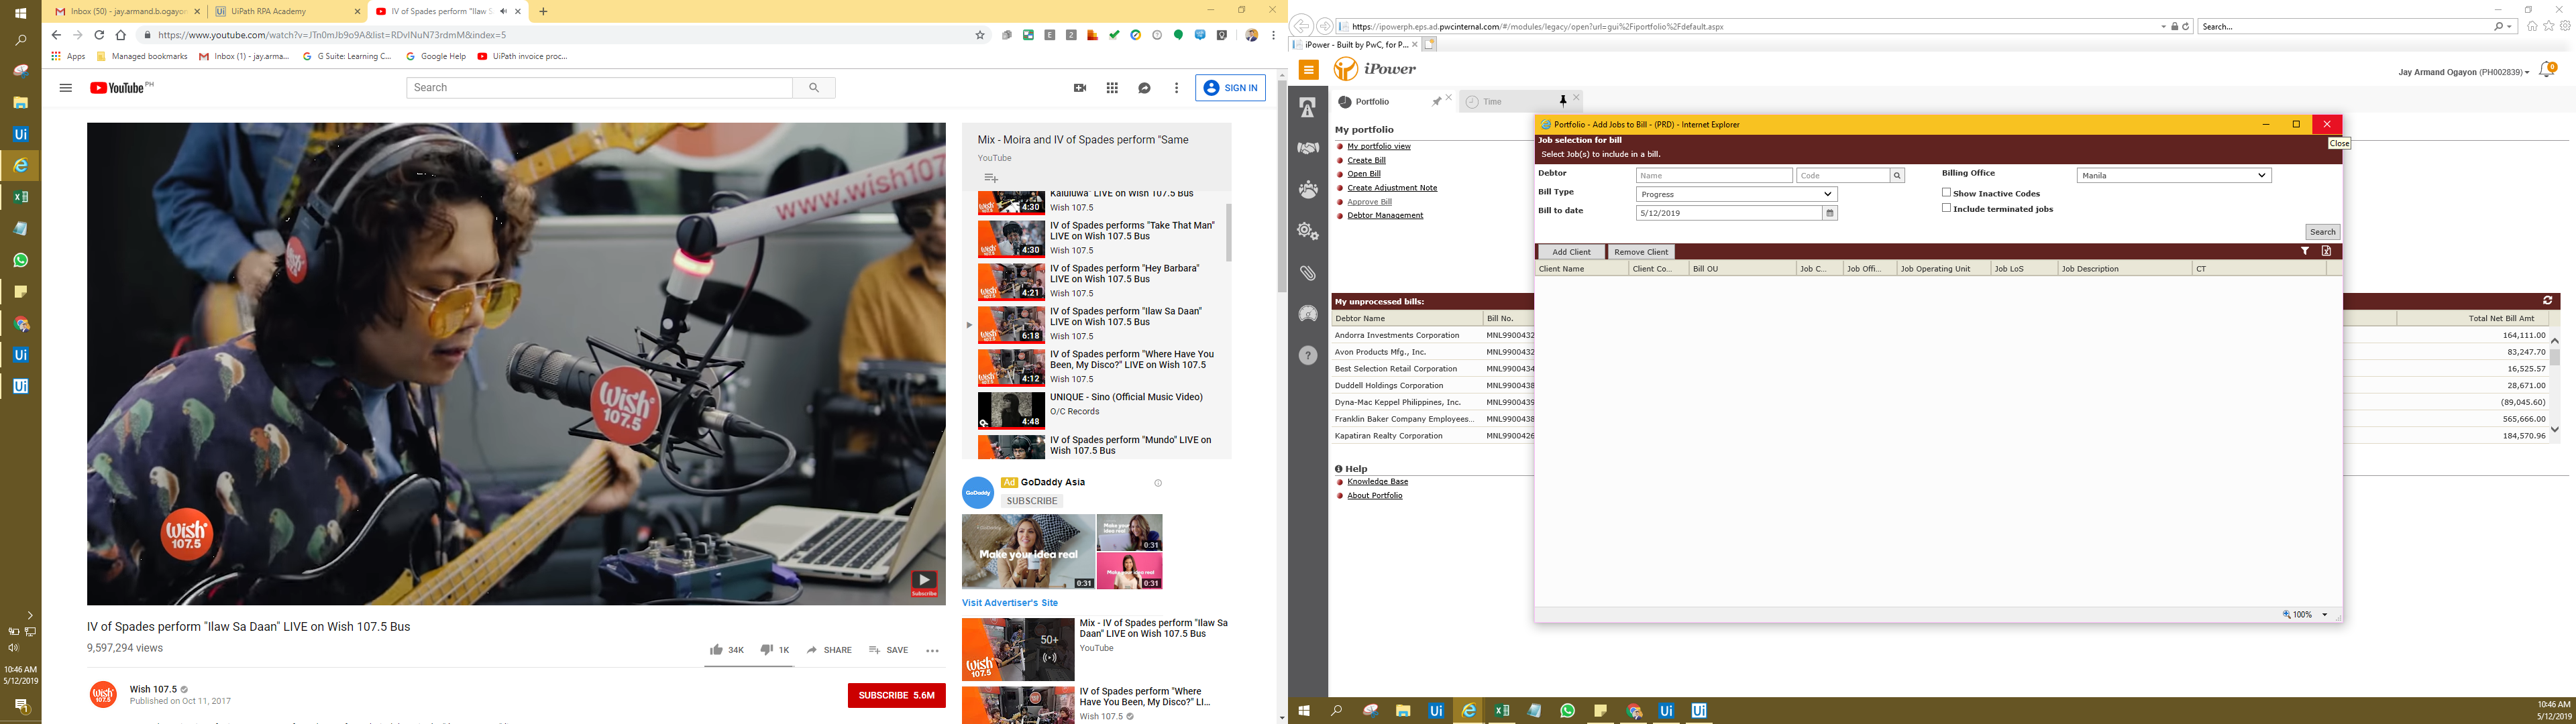 Inbox (50) - jay.armand.b.ogayon
UiPath RPA Academy
IV of Spades perform "Ilaw S
https://www.youtube.com/watch?v=JTn0mJb9o9A&list=RDvINuN73rdmM&index=5
Apps
Managed bookmarks
Inbox (1) - jay.arma...
G Suite: Learning C...
Google Help
UiPath invoice proc...
YouTube PH
Search
SIGN IN
www.wish107
Wish 107.5
wish 107.5
Subscribe
IV of Spades perform "Ilaw Sa Daan" LIVE on Wish 107.5 Bus
9,597,294 views
34K
1K
SHARE
SAVE
Wish 107.5
Published on Oct 11, 2017
SUBSCRIBE 5.6M
Mix - Moira and IV of Spades perform "Same
YouTube
Kaluluwa" LIVE on Wish 107.5 Bus
Wish 107.5
4:30
IV of Spades performs "Take That Man"
LIVE on Wish 107.5 Bus
Wish 107.5
4:30
IV of Spades perform "Hey Barbara"
LIVE on Wish 107.5 Bus
Wish 107.5
4:21
IV of Spades perform "Ilaw Sa Daan"
LIVE on Wish 107.5 Bus
Wish 107.5
6:18
IV of Spades perform "Where Have You
Been, My Disco?" LIVE on Wish 107.5
Wish 107.5
4:12
UNIQUE - Sino (Official Music Video)
O/C Records
4:48
IV of Spades perform "Mundo" LIVE on
Wish 107.5 Bus
GoDaddy
Ad GoDaddy Asia
SUBSCRIBE
Make your idea real
0:31
0:31
0:31
Visit Advertiser's Site
50+
Mix - IV of Spades perform "Ilaw Sa
Daan" LIVE on Wish 107.5 Bus
YouTube
IV of Spades perform "Where
Have You Been, My Disco?" LI...
Wish 107.5
10:46 AM
5/12/2019
https://ipowerph.eps.ad.pwcinternal.com/#/modules/legacy/open?url=gui%2Fiportfolio%2Fdefault.aspx
Search...
iPower - Built by PwC, for P...
iPower
Jay Armand Ogayon (PH002839)
0
Portfolio
Time
My portfolio
My portfolio view
Create Bill
Open Bill
Create Adjustment Note
Approve Bill
Debtor Management
Portfolio - Add Jobs to Bill - (PRD) - Internet Explorer
Close
Job selection for bill
Select Job(s) to include in a bill.
Debtor
Name
Code
Billing Office
Manila
Bill Type
Progress
Show Inactive Codes
Bill to date
5/12/2019
Include terminated jobs
Search
Add Client
Remove Client
Client Name
Client Co...
Bill OU
Job C...
Job Offi...
Job Operating Unit
Job LoS
Job Description
CT
100%
My unprocessed bills:
Debtor Name
Bill No.
Total Net Bill Amt
Andorra Investments Corporation
MNL9900432
164,111.00
Avon Products Mfg., Inc.
MNL9900432
83,247.70
Best Selection Retail Corporation
MNL9900434
16,525.57
Duddell Holdings Corporation
MNL9900438
28,671.00
Dyna-Mac Keppel Philippines, Inc.
MNL9900439
(89,045.60)
Franklin Baker Company Employees...
MNL9900438
565,666.00
Kapatiran Realty Corporation
MNL9900426
184,570.96
Help
Knowledge Base
About Portfolio
10:46 AM
5/12/2019